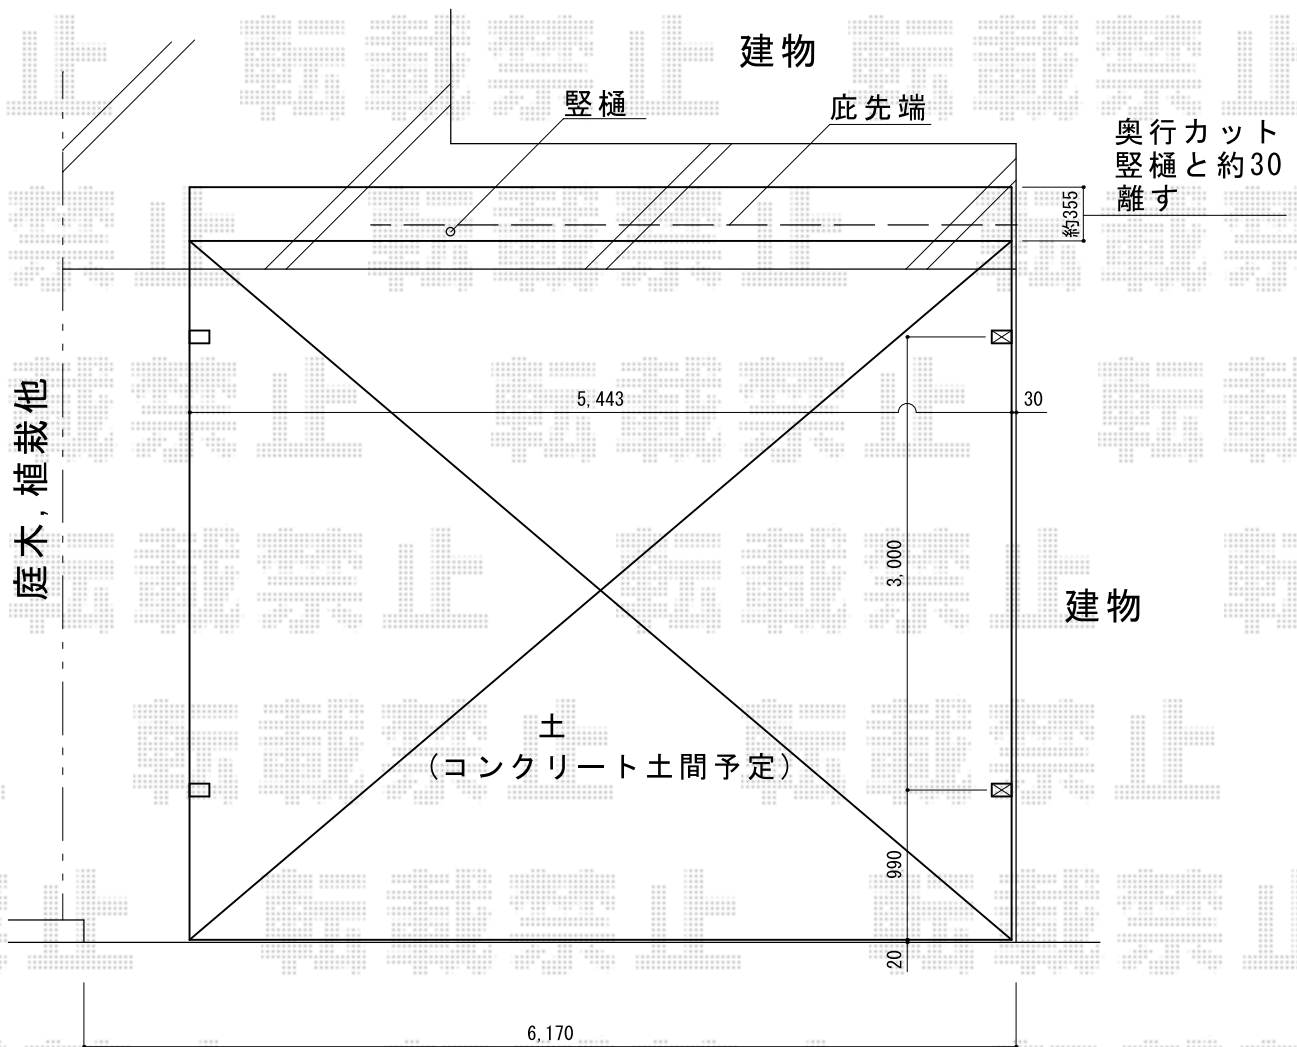 建物
竪樋
庇先端
奥行カット
竪樋と約30
離す
約355
5,443
30
庭木,植栽他
3,000
建物
土
(コンクリート土間予定)
990
20
6,170
転載禁止